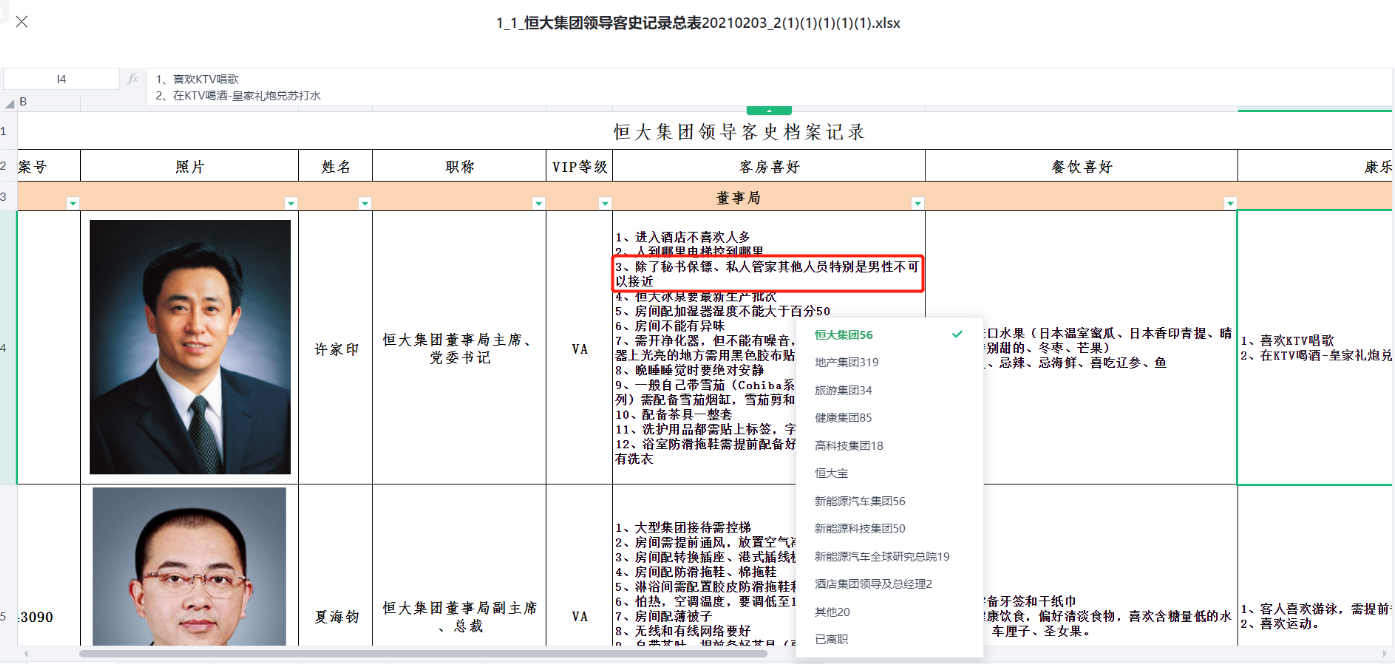 1_1_恒大集团领导客史记录总表20210203_2(1)(1)(1)(1)(1).xlsx
I4
fx
1、喜欢KTV唱歌
2、在KTV喝酒-皇家礼炮兑苏打水
B
1
恒大集团领导客史档案记录
2
案号
照片
姓名
职称
VIP等级
客房喜好
餐饮喜好
康乐
3
董事局
4
许家印
恒大集团董事局主席、
党委书记
VA
1、进入酒店不喜欢人多
2、人到哪里电梯控到哪里
3、除了秘书保镖、私人管家其他人员特别是男性不可
以接近
4、恒大冰泉要最新生产批次
5、房间配加湿器湿度不能大于百分50
6、房间不能有异味
7、需开净化器，但不能有噪音，
器上光亮的地方需用黑色胶布贴
8、晚睡睡觉时要绝对安静
9、一般自己带雪茄（Cohiba系
列）需配备雪茄烟缸，雪茄剪和
10、配备茶具一整套
11、洗护用品都需贴上标签，字
12、浴室防滑拖鞋需提前配备好
有洗衣
口水果（日本温室蜜瓜、日本香印青提、晴
别甜的、冬枣、芒果）
、忌辣、忌海鲜、喜吃辽参、鱼
1、喜欢KTV唱歌
2、在KTV喝酒-皇家礼炮兑
恒大集团56
地产集团319
旅游集团34
健康集团85
高科技集团18
恒大宝
新能源汽车集团56
新能源科技集团50
新能源汽车全球研究总院19
酒店集团领导及总经理2
其他20
已离职
5
3090
夏海钧
恒大集团董事局副主席
、总裁
VA
1、大型集团接待需控梯
2、房间需提前通风，放置空气
3、房间配转换插座、港式插线
4、房间配防滑拖鞋、棉拖鞋
5、淋浴间需配置胶皮防滑拖鞋
6、怕热，空调温度，要调低至1
7、房间配薄被子
8、无线和有线网络要好
9、自带茶叶，提前备好茶具
备牙签和干纸巾
康饮食，偏好清淡食物，喜欢含糖量低的水
车厘子、圣女果。
1、客人喜欢游泳，需提前
2、喜欢运动。